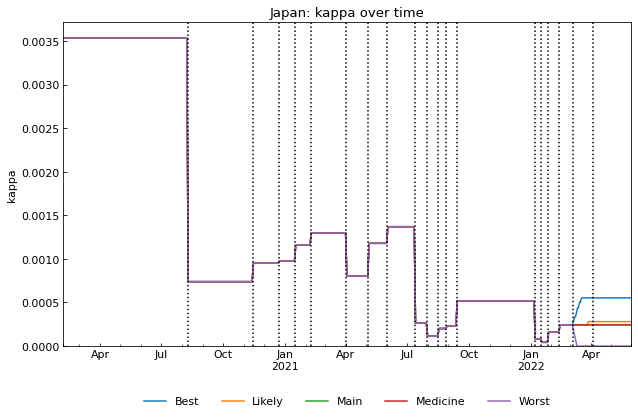 Japan: kappa over time
0.0035
0.0030
0.0025
0.0020
0.0015
0.0010
0.0005
0.0000
kappa
Apr Jul Oct Jan Apr Jul Oct Jan Apr
2021 2022
Best Likely Main Medicine Worst